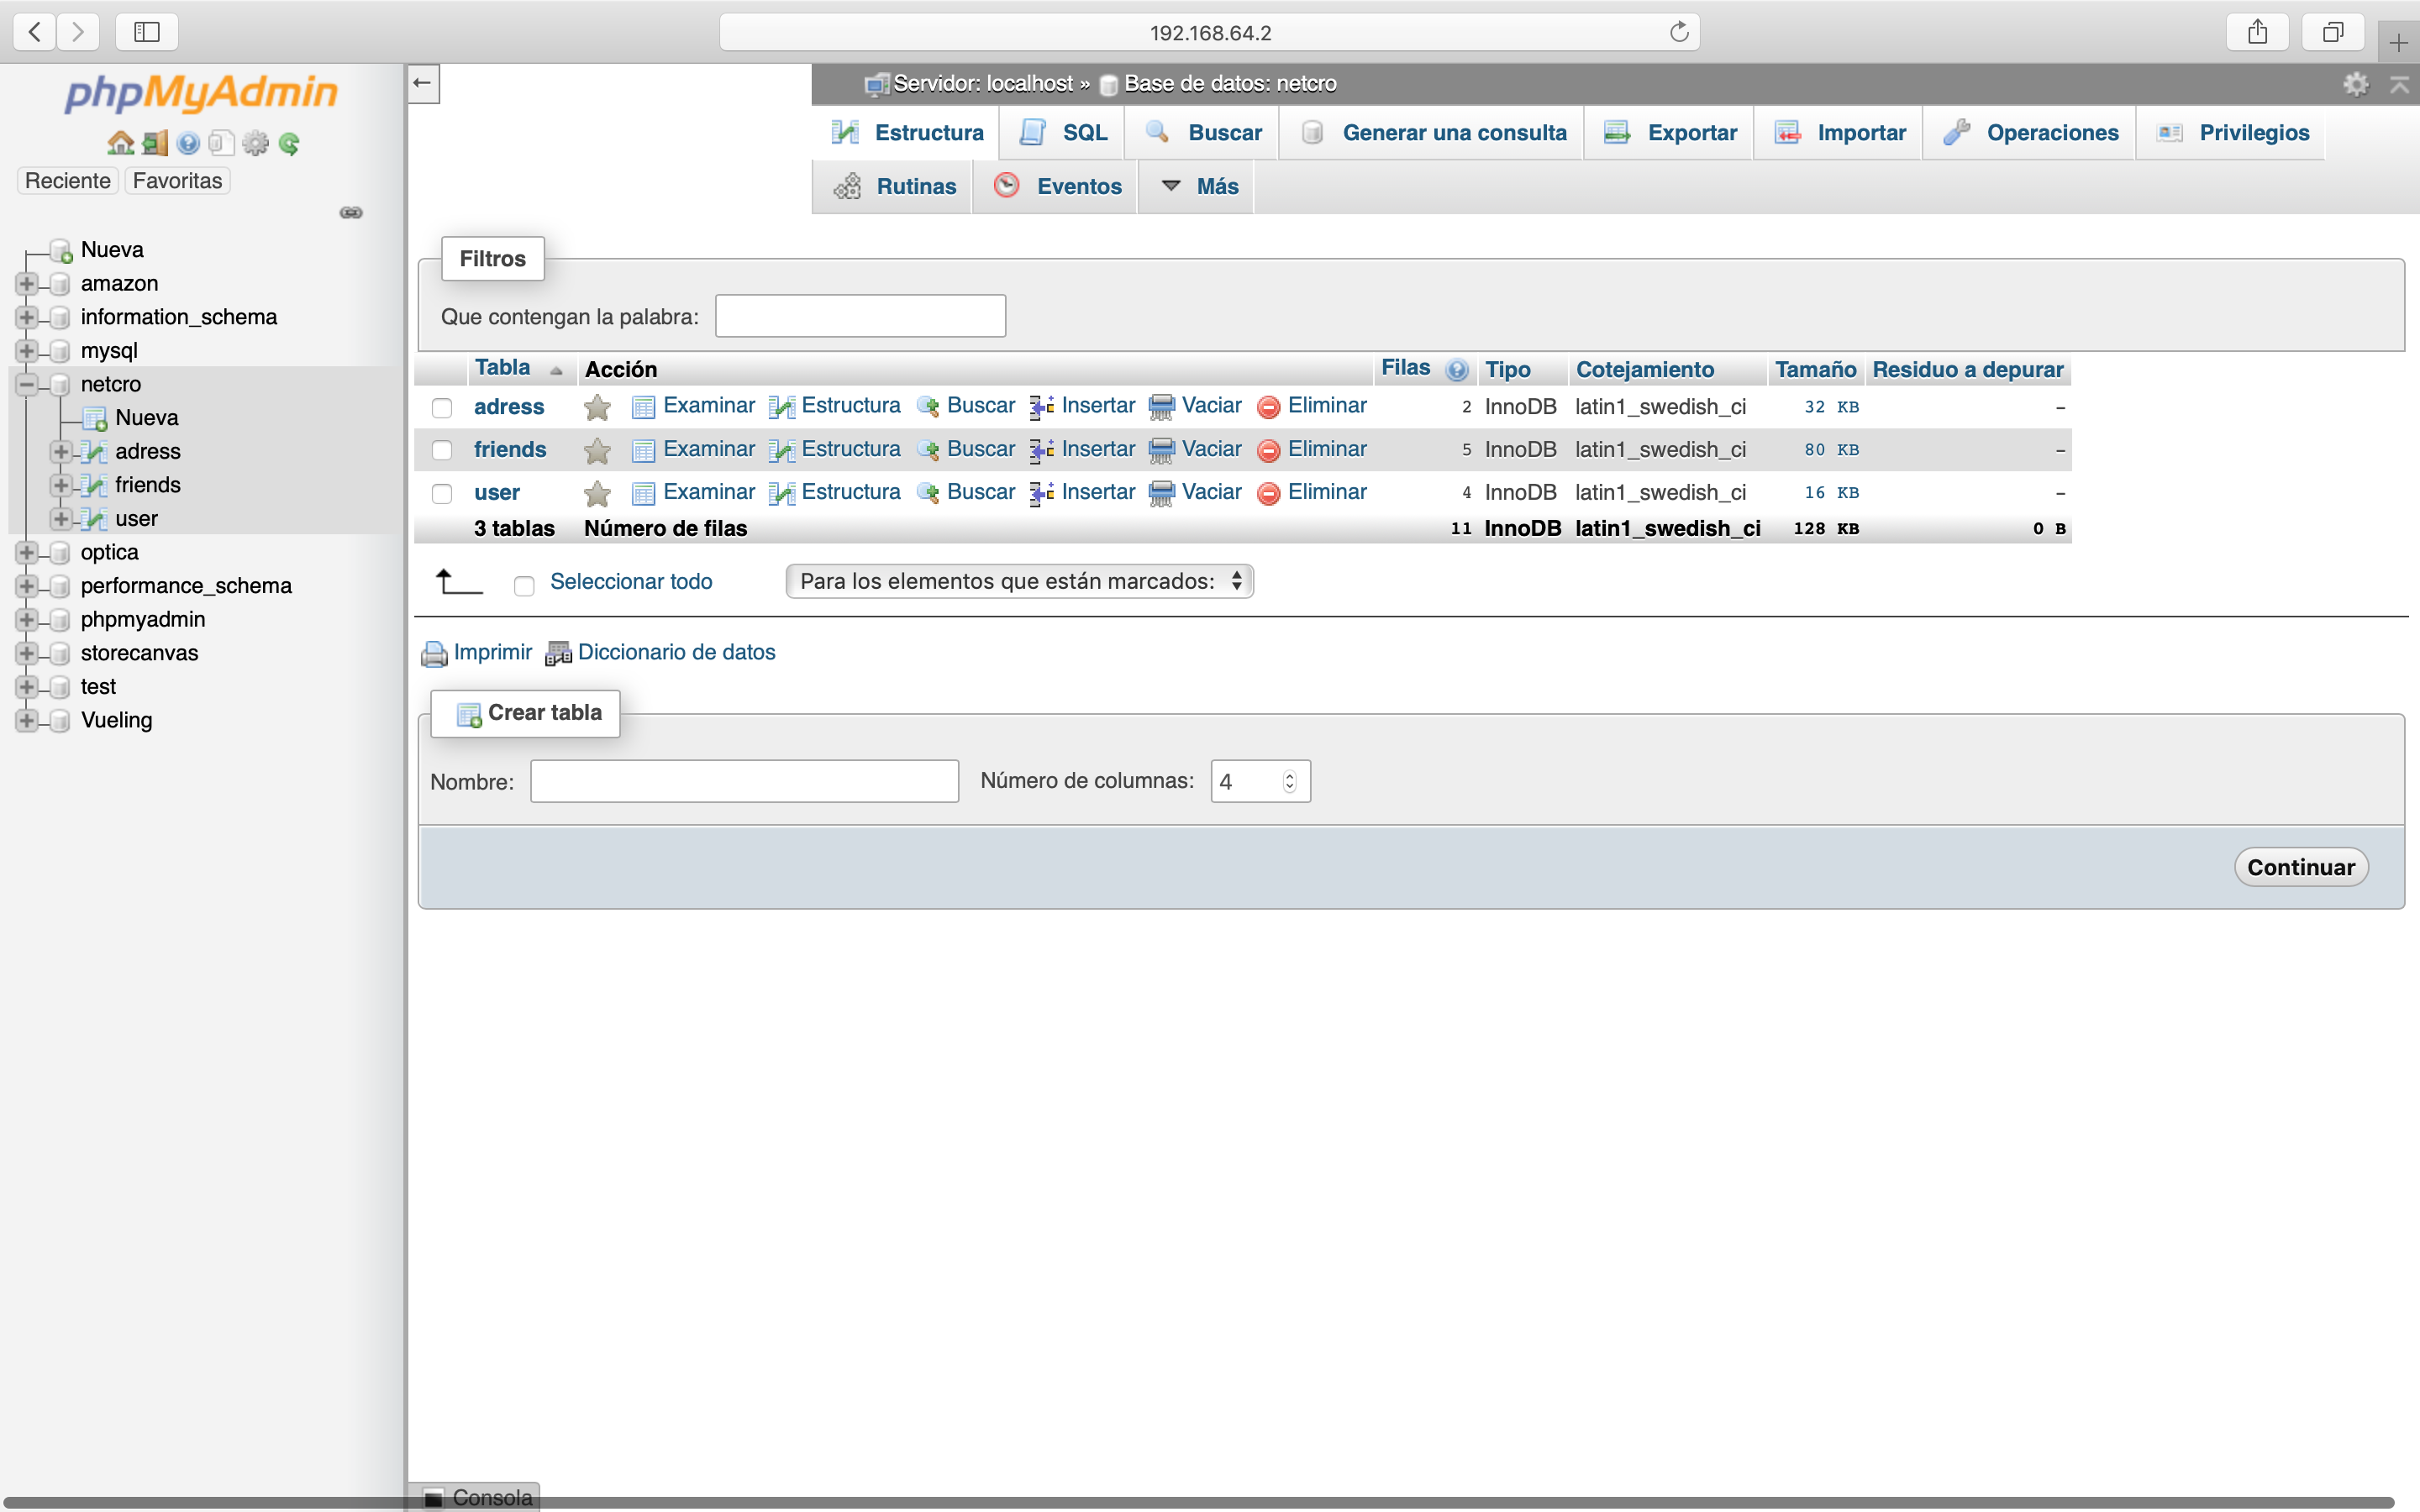 192.168.64.2
phpMyAdmin
Reciente Favoritas
Nueva
amazon
information_schema
mysql
netcro
Nueva
adress
friends
user
optica
performance_schema
phpmyadmin
storecanvas
test
Vueling
Servidor: localhost » Base de datos: netcro
Estructura SQL Buscar Generar una consulta Exportar Importar Operaciones Privilegios
Rutinas Eventos Más
Filtros
Que contengan la palabra:
Tabla Acción Filas Tipo Cotejamiento Tamaño Residuo a depurar
adress Examinar Estructura Buscar Insertar Vaciar Eliminar 2 InnoDB latin1_swedish_ci 32 KB –
friends Examinar Estructura Buscar Insertar Vaciar Eliminar 5 InnoDB latin1_swedish_ci 80 KB –
user Examinar Estructura Buscar Insertar Vaciar Eliminar 4 InnoDB latin1_swedish_ci 16 KB –
3 tablas Número de filas 11 InnoDB latin1_swedish_ci 128 KB 0 B
Seleccionar todo Para los elementos que están marcados:
Imprimir Diccionario de datos
Crear tabla
Nombre: Número de columnas: 4
Continuar
Consola